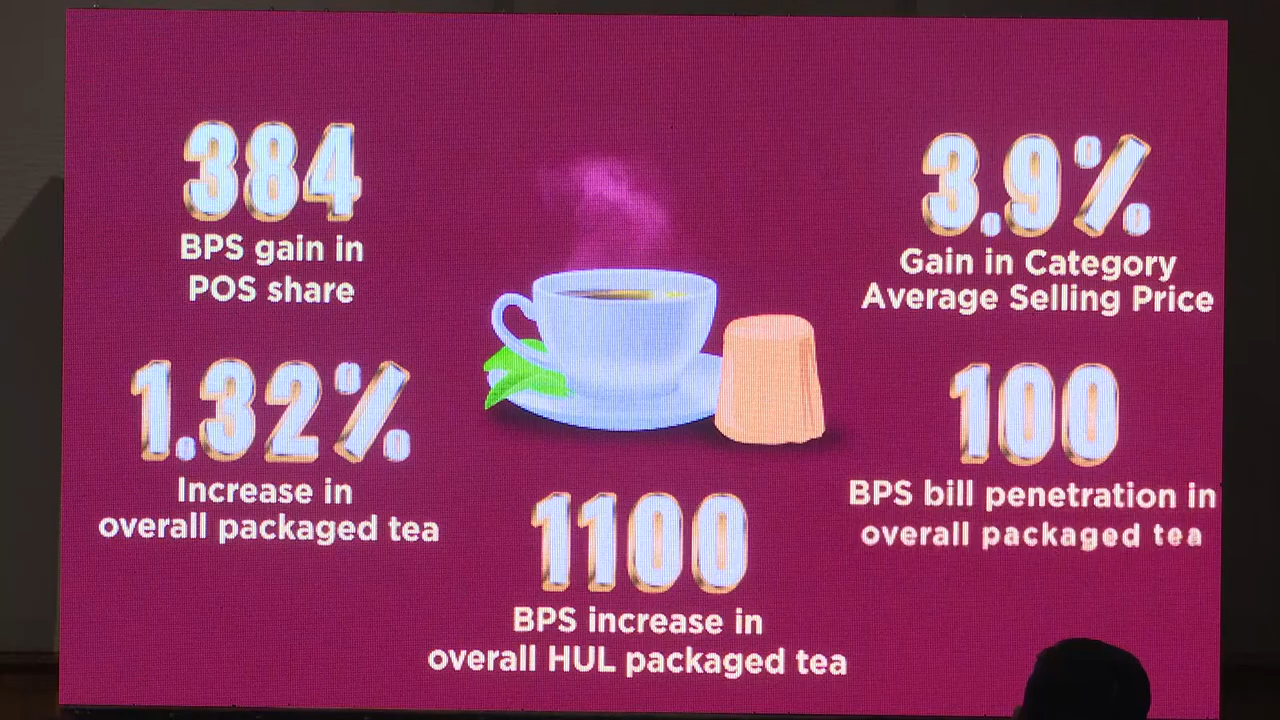 384
BPS gain in
POS share
3.9%
Gain in Category
Average Selling Price
1.32%
Increase in
overall packaged tea
100
BPS bill penetration in
overall packaged tea
1100
BPS increase in
overall HUL packaged tea